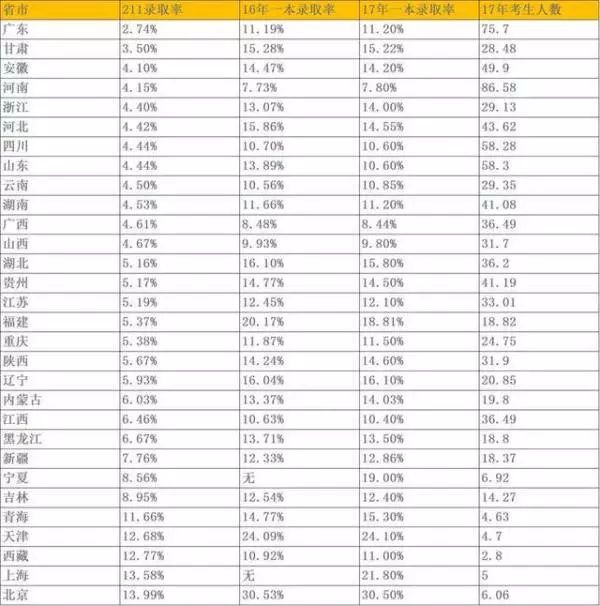 省市 211录取率 16年一本录取率 17年一本录取率 17年考生人数
广东 2.74% 11.19% 11.20% 75.7
甘肃 3.50% 15.28% 15.22% 28.48
安徽 4.10% 14.47% 14.20% 49.9
河南 4.15% 7.73% 7.80% 86.58
浙江 4.40% 13.07% 14.00% 29.13
河北 4.42% 15.86% 14.55% 43.62
四川 4.44% 10.70% 10.60% 58.28
山东 4.44% 13.89% 10.60% 58.3
云南 4.50% 10.56% 10.85% 29.35
湖南 4.53% 11.66% 11.20% 41.08
广西 4.61% 8.48% 8.44% 36.49
山西 4.67% 9.93% 9.80% 31.7
湖北 5.16% 16.10% 15.80% 36.2
贵州 5.17% 14.77% 14.50% 41.19
江苏 5.19% 12.45% 12.10% 33.01
福建 5.37% 20.17% 18.81% 18.82
重庆 5.38% 11.87% 11.50% 24.75
陕西 5.67% 14.24% 14.60% 31.9
辽宁 5.93% 16.04% 16.10% 20.85
内蒙古 6.03% 13.37% 14.03% 19.8
江西 6.46% 10.63% 10.40% 36.49
黑龙江 6.67% 13.71% 13.50% 18.8
新疆 7.76% 12.33% 12.86% 18.37
宁夏 8.56% 无 19.00% 6.92
吉林 8.95% 12.54% 12.40% 14.27
青海 11.66% 14.77% 15.30% 4.63
天津 12.68% 24.09% 24.10% 4.7
西藏 12.77% 10.92% 11.00% 2.8
上海 13.58% 无 21.80% 5
北京 13.99% 30.53% 30.50% 6.06